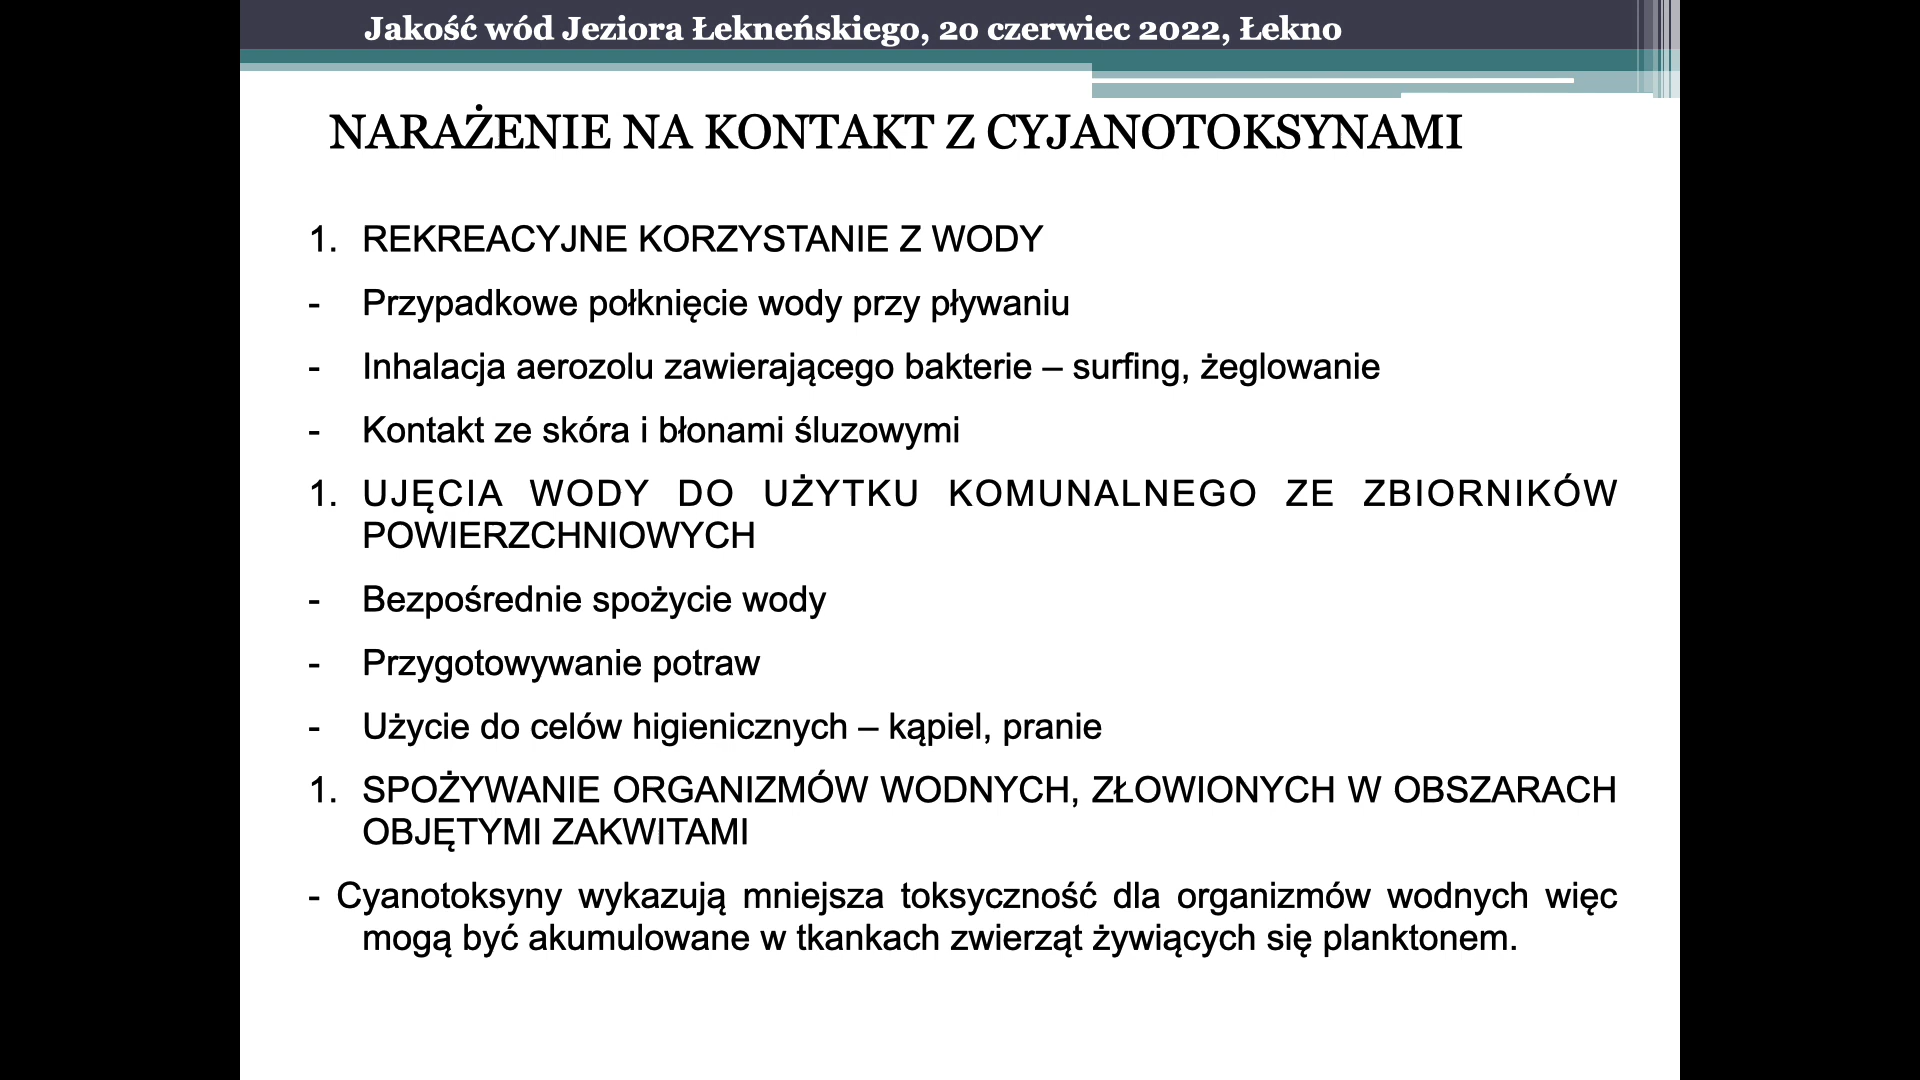 Jakość wód Jeziora Łekneńskiego, 20 czerwiec 2022, Łekno
NARAŻENIE NA KONTAKT Z CYJANOTOKSYNAMI
1. REKREACYJNE KORZYSTANIE Z WODY
- Przypadkowe połknięcie wody przy pływaniu
- Inhalacja aerozolu zawierającego bakterie – surfing, żeglowanie
- Kontakt ze skóra i błonami śluzowymi
1. UJĘCIA WODY DO UŻYTKU KOMUNALNEGO ZE ZBIORNIKÓW
POWIERZCHNIOWYCH
- Bezpośrednie spożycie wody
- Przygotowywanie potraw
- Użycie do celów higienicznych – kąpiel, pranie
1. SPOŻYWANIE ORGANIZMÓW WODNYCH, ZŁOWIONYCH W OBSZARACH
OBJĘTYMI ZAKWITAMI
- Cyanotoksyny wykazują mniejsza toksyczność dla organizmów wodnych więc
mogą być akumulowane w tkankach zwierząt żywiących się planktonem.